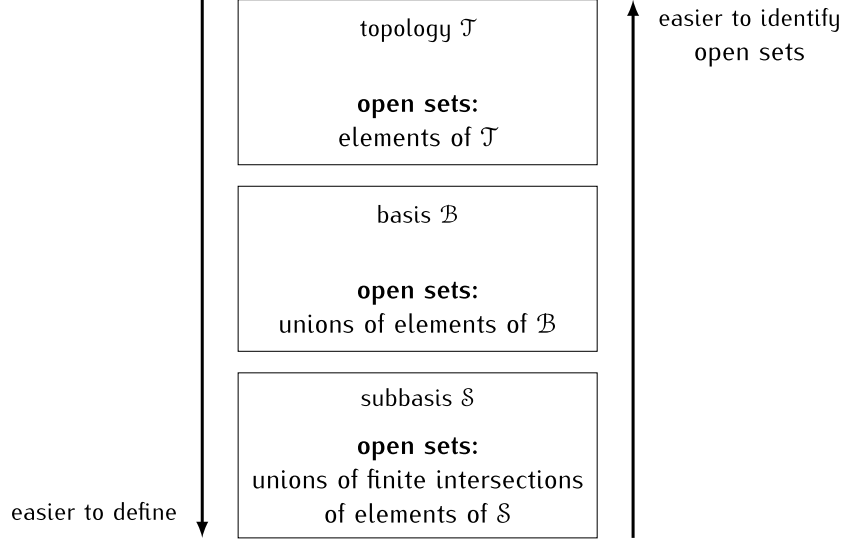 topology 𝒯
easier to identify
open sets
open sets:
elements of 𝒯
basis ℬ
open sets:
unions of elements of ℬ
subbasis 𝒮
open sets:
unions of finite intersections
of elements of 𝒮
easier to define